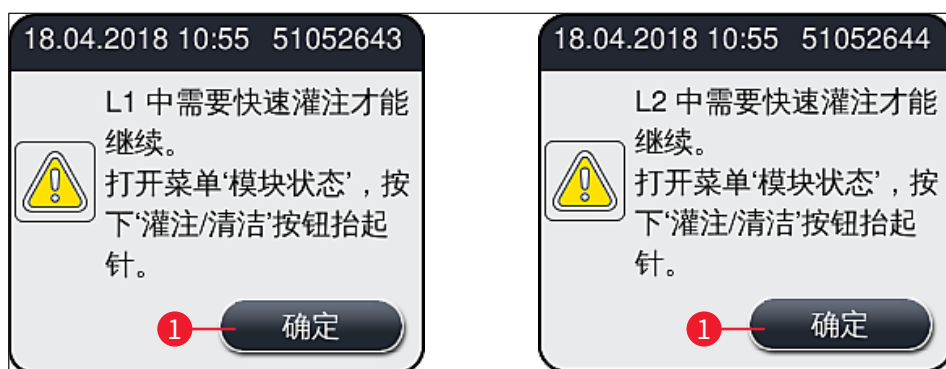 18.04.2018 10:55 51052643
L1 中需要快速灌注才能
继续。
打开菜单‘模块状态’，按
下‘灌注/清洁’按钮抬起
针。
1
确定
18.04.2018 10:55 51052644
L2 中需要快速灌注才能
继续。
打开菜单‘模块状态’，按
下‘灌注/清洁’按钮抬起
针。
1
确定